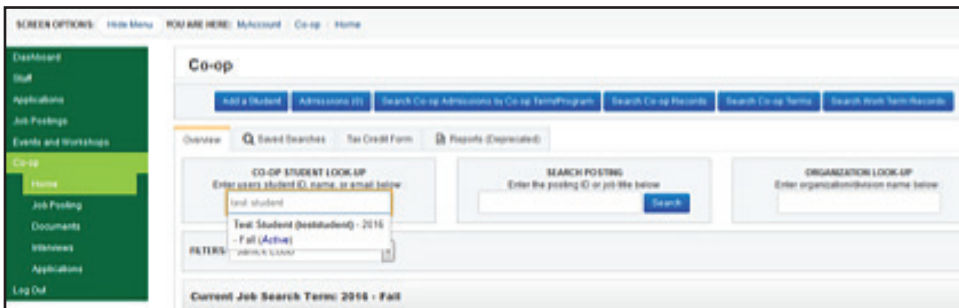 SCREEN OPTIONS: Hide Menu YOU ARE HERE: MyAccount Co-op Home
Dashboard
Staff
Applications
Job Postings
Events and Workshops
Co-op
Home
Job Posting
Documents
Interviews
Applications
Log Out
Co-op
Add a Student Admissions (0) Search Co-op Admissions by Co-op Term/Program Search Co-op Records Search Co-op Terms Search Work Term Records
Overview Saved Searches Tax Credit Form Reports (Deprecated)
CO-OP STUDENT LOOK-UP
Enter users student ID, name, or email below
test student
Test Student (teststudent) - 2016
- Fall (Active)
SEARCH POSTING
Enter the posting ID or job title below
Search
ORGANIZATION LOOK-UP
Enter organization/division name below
FILTERS:
Current Job Search Term: 2016 - Fall